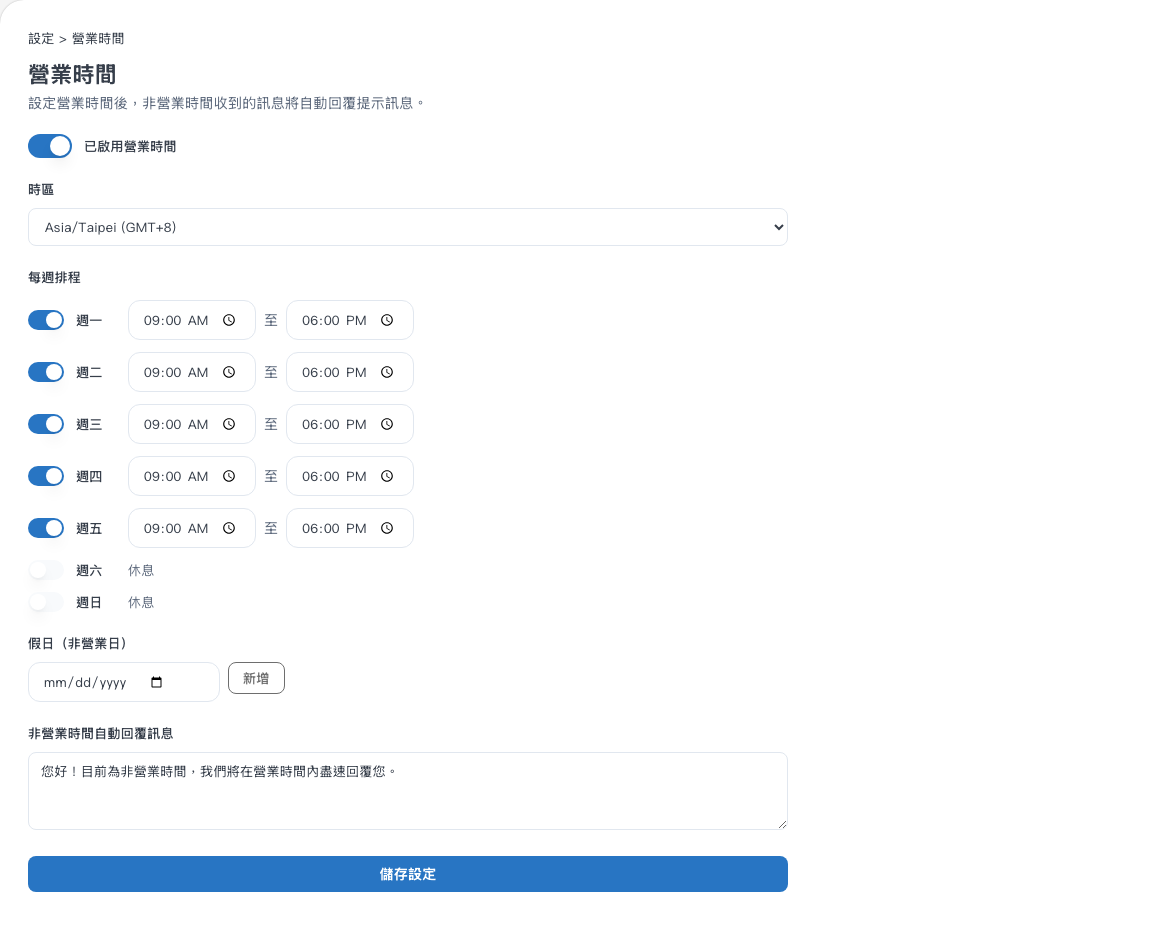 設定 > 營業時間
營業時間
設定營業時間後，非營業時間收到的訊息將自動回覆提示訊息。
已啟用營業時間
時區
Asia/Taipei (GMT+8)
每週排程
週一 09:00 AM 至 06:00 PM
週二 09:00 AM 至 06:00 PM
週三 09:00 AM 至 06:00 PM
週四 09:00 AM 至 06:00 PM
週五 09:00 AM 至 06:00 PM
週六 休息
週日 休息
假日（非營業日）
mm/dd/yyyy 新增
非營業時間自動回覆訊息
您好！目前為非營業時間，我們將在營業時間內盡速回覆您。
儲存設定